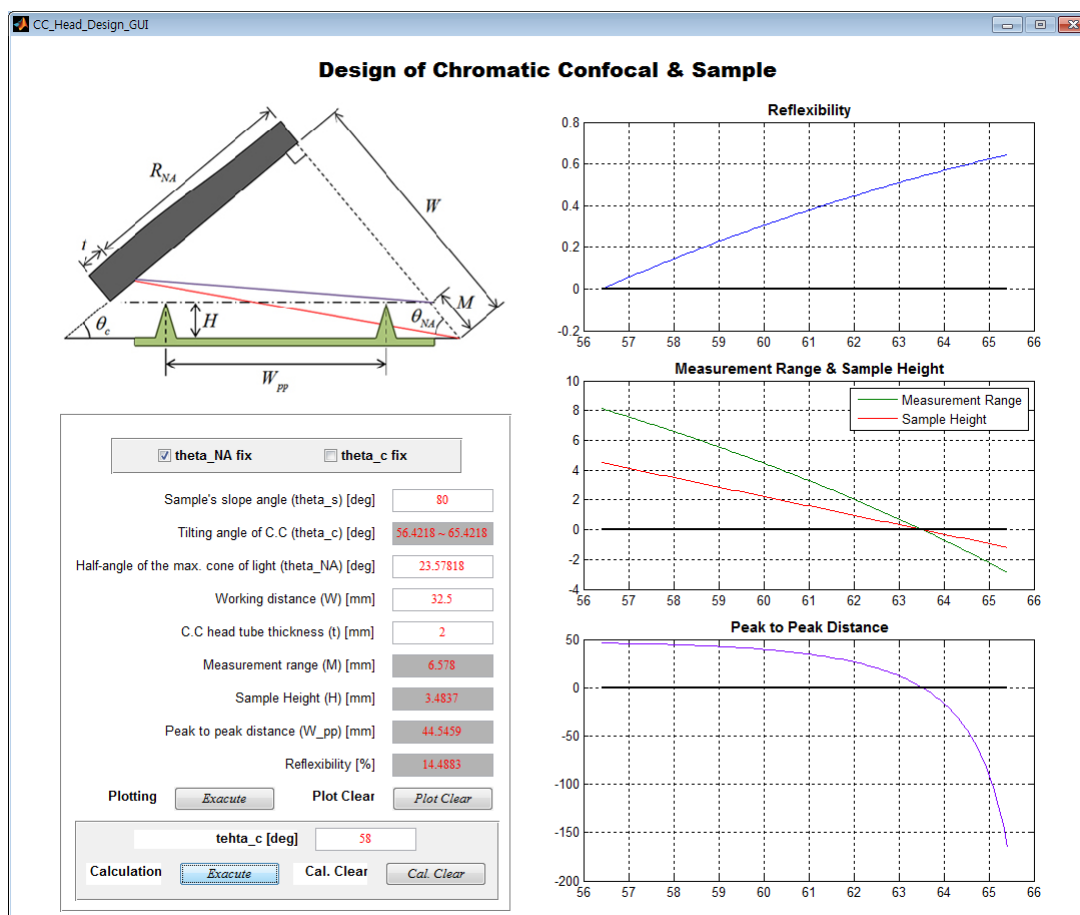 CC_Head_Design_GUI
Design of Chromatic Confocal & Sample
R_NA
W
t
M
θ_c
H
θ_NA
W_pp
theta_NA fix theta_c fix
Sample's slope angle (theta_s) [deg] 80
Tilting angle of C.C (theta_c) [deg] 56.4218 ~ 65.4218
Half-angle of the max. cone of light (theta_NA) [deg] 23.57818
Working distance (W) [mm] 32.5
C.C head tube thickness (t) [mm] 2
Measurement range (M) [mm] 6.578
Sample Height (H) [mm] 3.4837
Peak to peak distance (W_pp) [mm] 44.5459
Reflexibility [%] 14.4883
Plotting Exacute Plot Clear Plot Clear
tehta_c [deg] 58
Calculation Exacute Cal. Clear Cal. Clear
Reflexibility
0.8
0.6
0.4
0.2
0
-0.2
56 57 58 59 60 61 62 63 64 65 66
Measurement Range & Sample Height
10
8
6
4
2
0
-2
-4
Measurement Range
Sample Height
56 57 58 59 60 61 62 63 64 65 66
Peak to Peak Distance
50
0
-50
-100
-150
-200
56 57 58 59 60 61 62 63 64 65 66